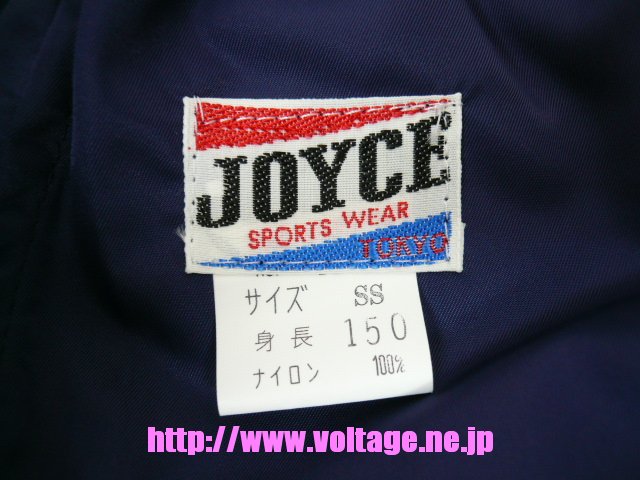 JOYCE
SPORTS WEAR
TOKYO
サイズ SS
身長 150
ナイロン 100%
http://www.voltage.ne.jp